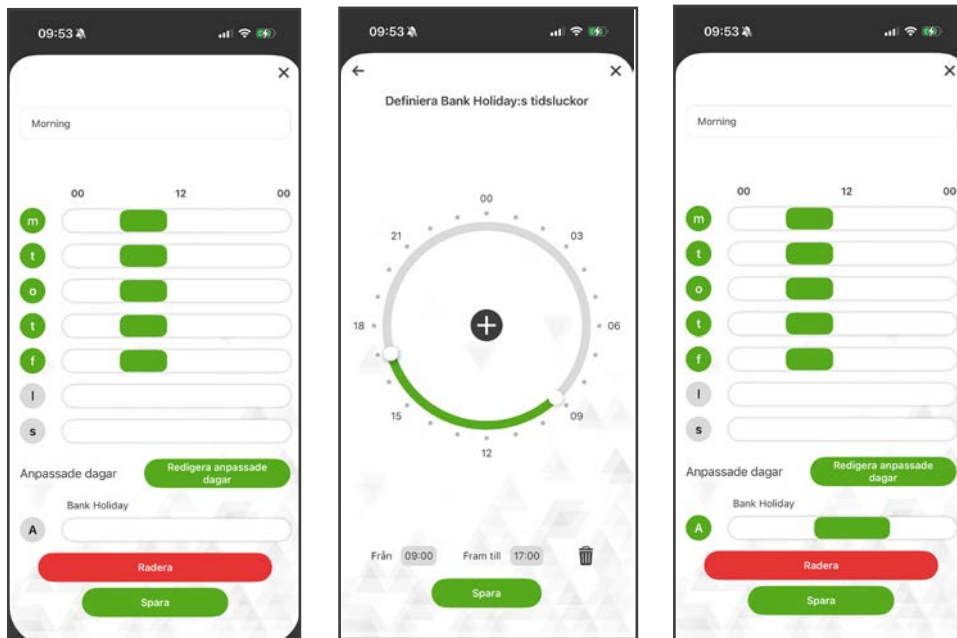 09:53
Morning
00 12 00
m
t
o
t
f
l
s
Anpassade dagar
Redigera anpassade
dagar
Bank Holiday
A
Radera
Spara
09:53
Definiera Bank Holiday:s tidsluckor
00
21 03
18 06
15 09
12
Från 09:00 Fram till 17:00
Spara
09:53
Morning
00 12 00
m
t
o
t
f
l
s
Anpassade dagar
Redigera anpassade
dagar
Bank Holiday
A
Radera
Spara